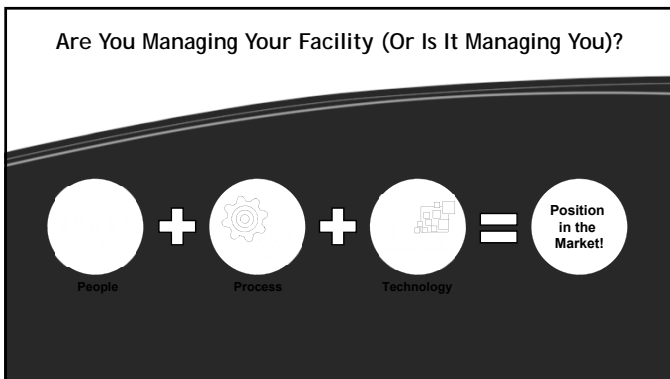 Are You Managing Your Facility (Or Is It Managing You)?
Position
in the
Market!
People
Process
Technology